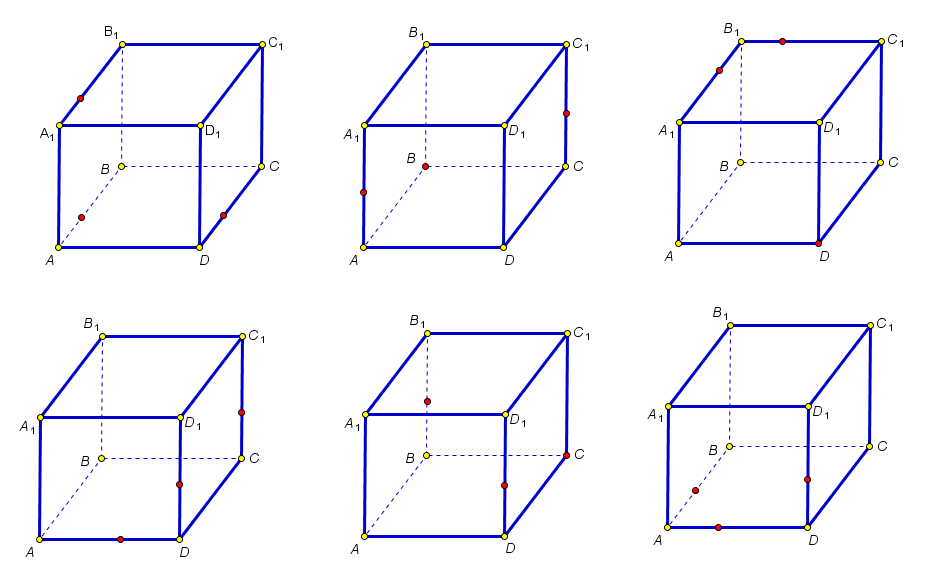 B₁ C₁ B₁ C₁ B₁ C₁
A₁ D₁ A₁ D₁ A₁ D₁
B C B C B C
A D A D A D
B₁ C₁ B₁ C₁ B₁ C₁
A₁ D₁ A₁ D₁ A₁ D₁
B C B C B C
A D A D A D